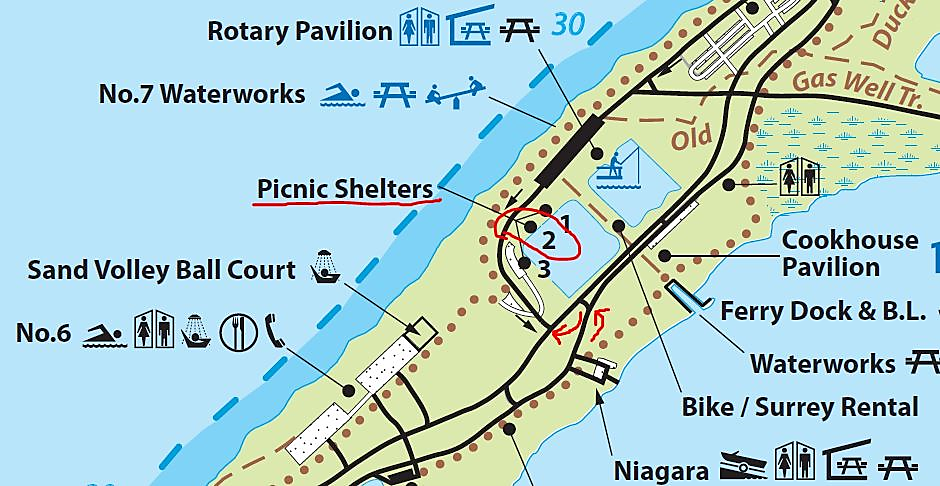 Rotary Pavilion 30
Duck
No.7 Waterworks
Gas Well Tr.
Old
Picnic Shelters
1
2
3
Cookhouse
Pavilion
Sand Volley Ball Court
Ferry Dock & B.L.
No.6
Waterworks
Bike / Surrey Rental
Niagara